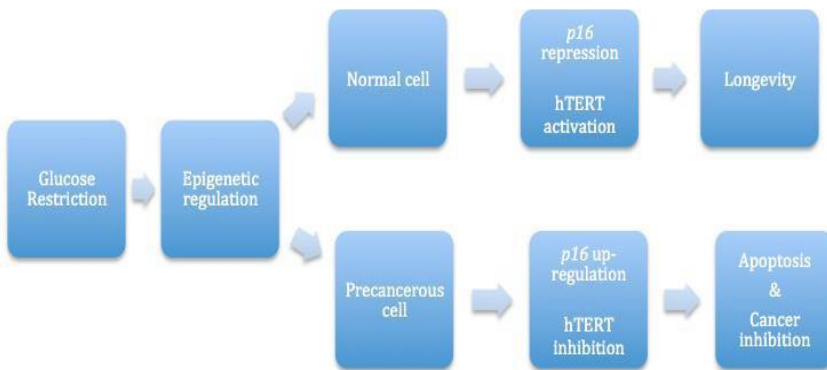 Glucose
Restriction
Epigenetic
regulation
Normal cell
p16
repression
hTERT
activation
Longevity
Precancerous
cell
p16 up-
regulation
hTERT
inhibition
Apoptosis
&
Cancer
inhibition